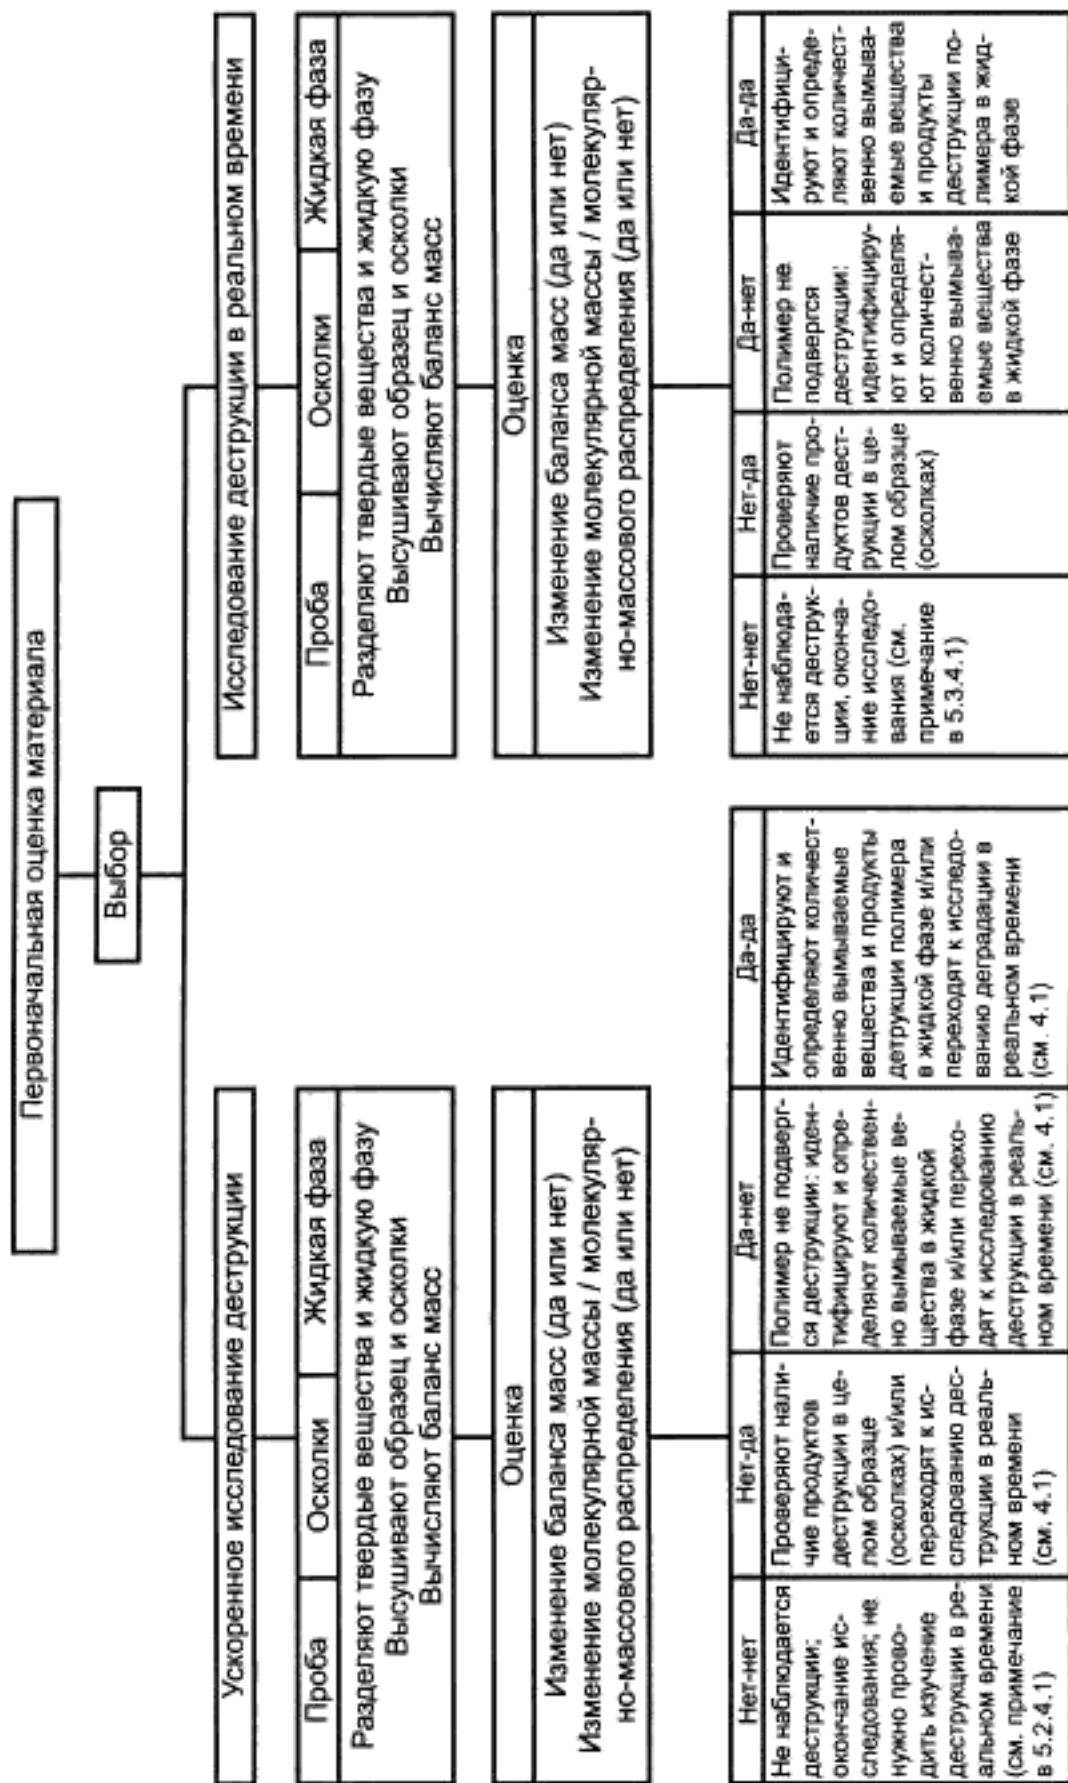 Первоначальная оценка материала
Выбор
Ускоренное исследование деструкции
Проба
Осколки
Жидкая фаза
Разделяют твердые вещества и жидкую фазу
Высушивают образец и осколки
Вычисляют баланс масс
Оценка
Изменение баланса масс (да или нет)
Изменение молекулярной массы / молекуляр-
но-массового распределения (да или нет)
Нет-нет
Не наблюдается
деструкции;
окончание ис-
следования; не
нужно прово-
дить изучение
деструкции в ре-
альном времени
(см. примечание
в 5.2.4.1)
Нет-да
Проверяют нали-
чие продуктов
деструкции в це-
лом образце
(осколках) и/или
переходят к ис-
следованию дес-
трукции в реаль-
ном времени
(см. 4.1)
Да-нет
Полимер не подверг-
ся деструкции: иден-
тифицируют и опре-
деляют количествен-
но вымываемые ве-
щества в жидкой
фазе и/или перехо-
дят к исследованию
деструкции в реаль-
ном времени (см. 4.1)
Да-да
Идентифицируют и
определяют количест-
венно вымываемые
вещества и продукты
детрукции полимера
в жидкой фазе и/или
переходят к исследо-
ванию деградации в
реальном времени
(см. 4.1)
Исследование деструкции в реальном времени
Проба
Осколки
Жидкая фаза
Разделяют твердые вещества и жидкую фазу
Высушивают образец и осколки
Вычисляют баланс масс
Оценка
Изменение баланса масс (да или нет)
Изменение молекулярной массы / молекуляр-
но-массового распределения (да или нет)
Нет-нет
Не наблюда-
ется деструк-
ции, оконча-
ние исследо-
вания (см.
примечание
в 5.3.4.1)
Нет-да
Проверяют
наличие про-
дуктов дест-
рукции в це-
лом образце
(осколках)
Да-нет
Полимер не
подвергся
деструкции:
идентифициру-
ют и определя-
ют количест-
венно вымыва-
емые вещества
в жидкой фазе
Да-да
Идентифици-
руют и опреде-
ляют количест-
венно вымыва-
емые вещества
и продукты
деструкции по-
лимера в жид-
кой фазе